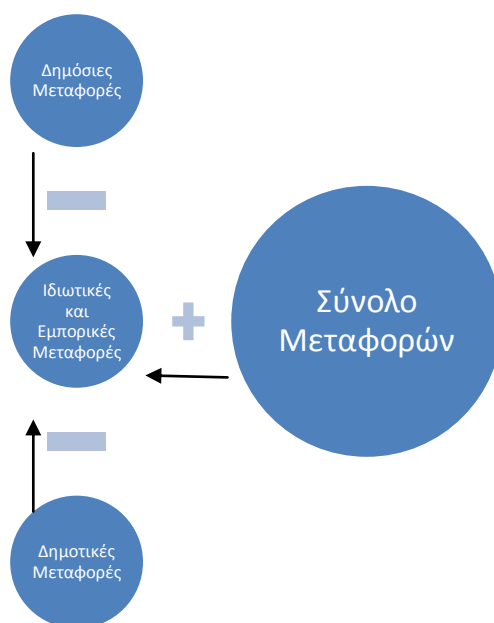 Δημόσιες
Μεταφορές
Ιδιωτικές
και
Εμπορικές
Μεταφορές
Σύνολο
Μεταφορών
Δημοτικές
Μεταφορές